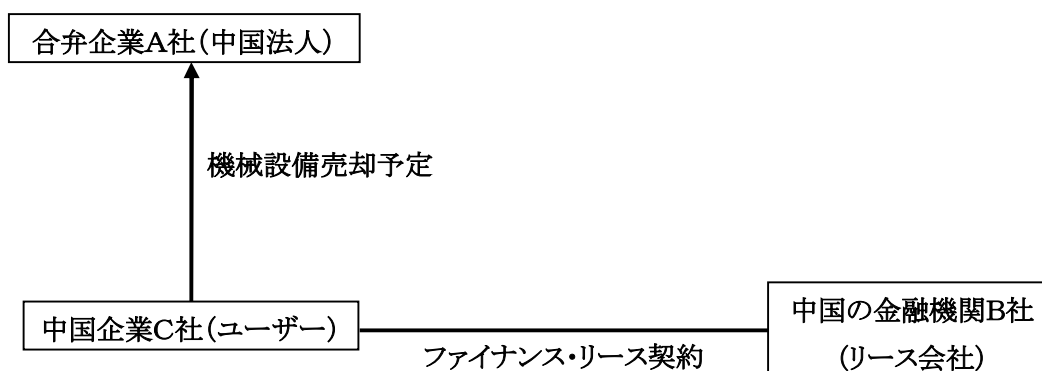 合弁企業A社(中国法人)
機械設備売却予定
中国企業C社(ユーザー)
ファイナンス・リース契約
中国の金融機関B社
(リース会社)